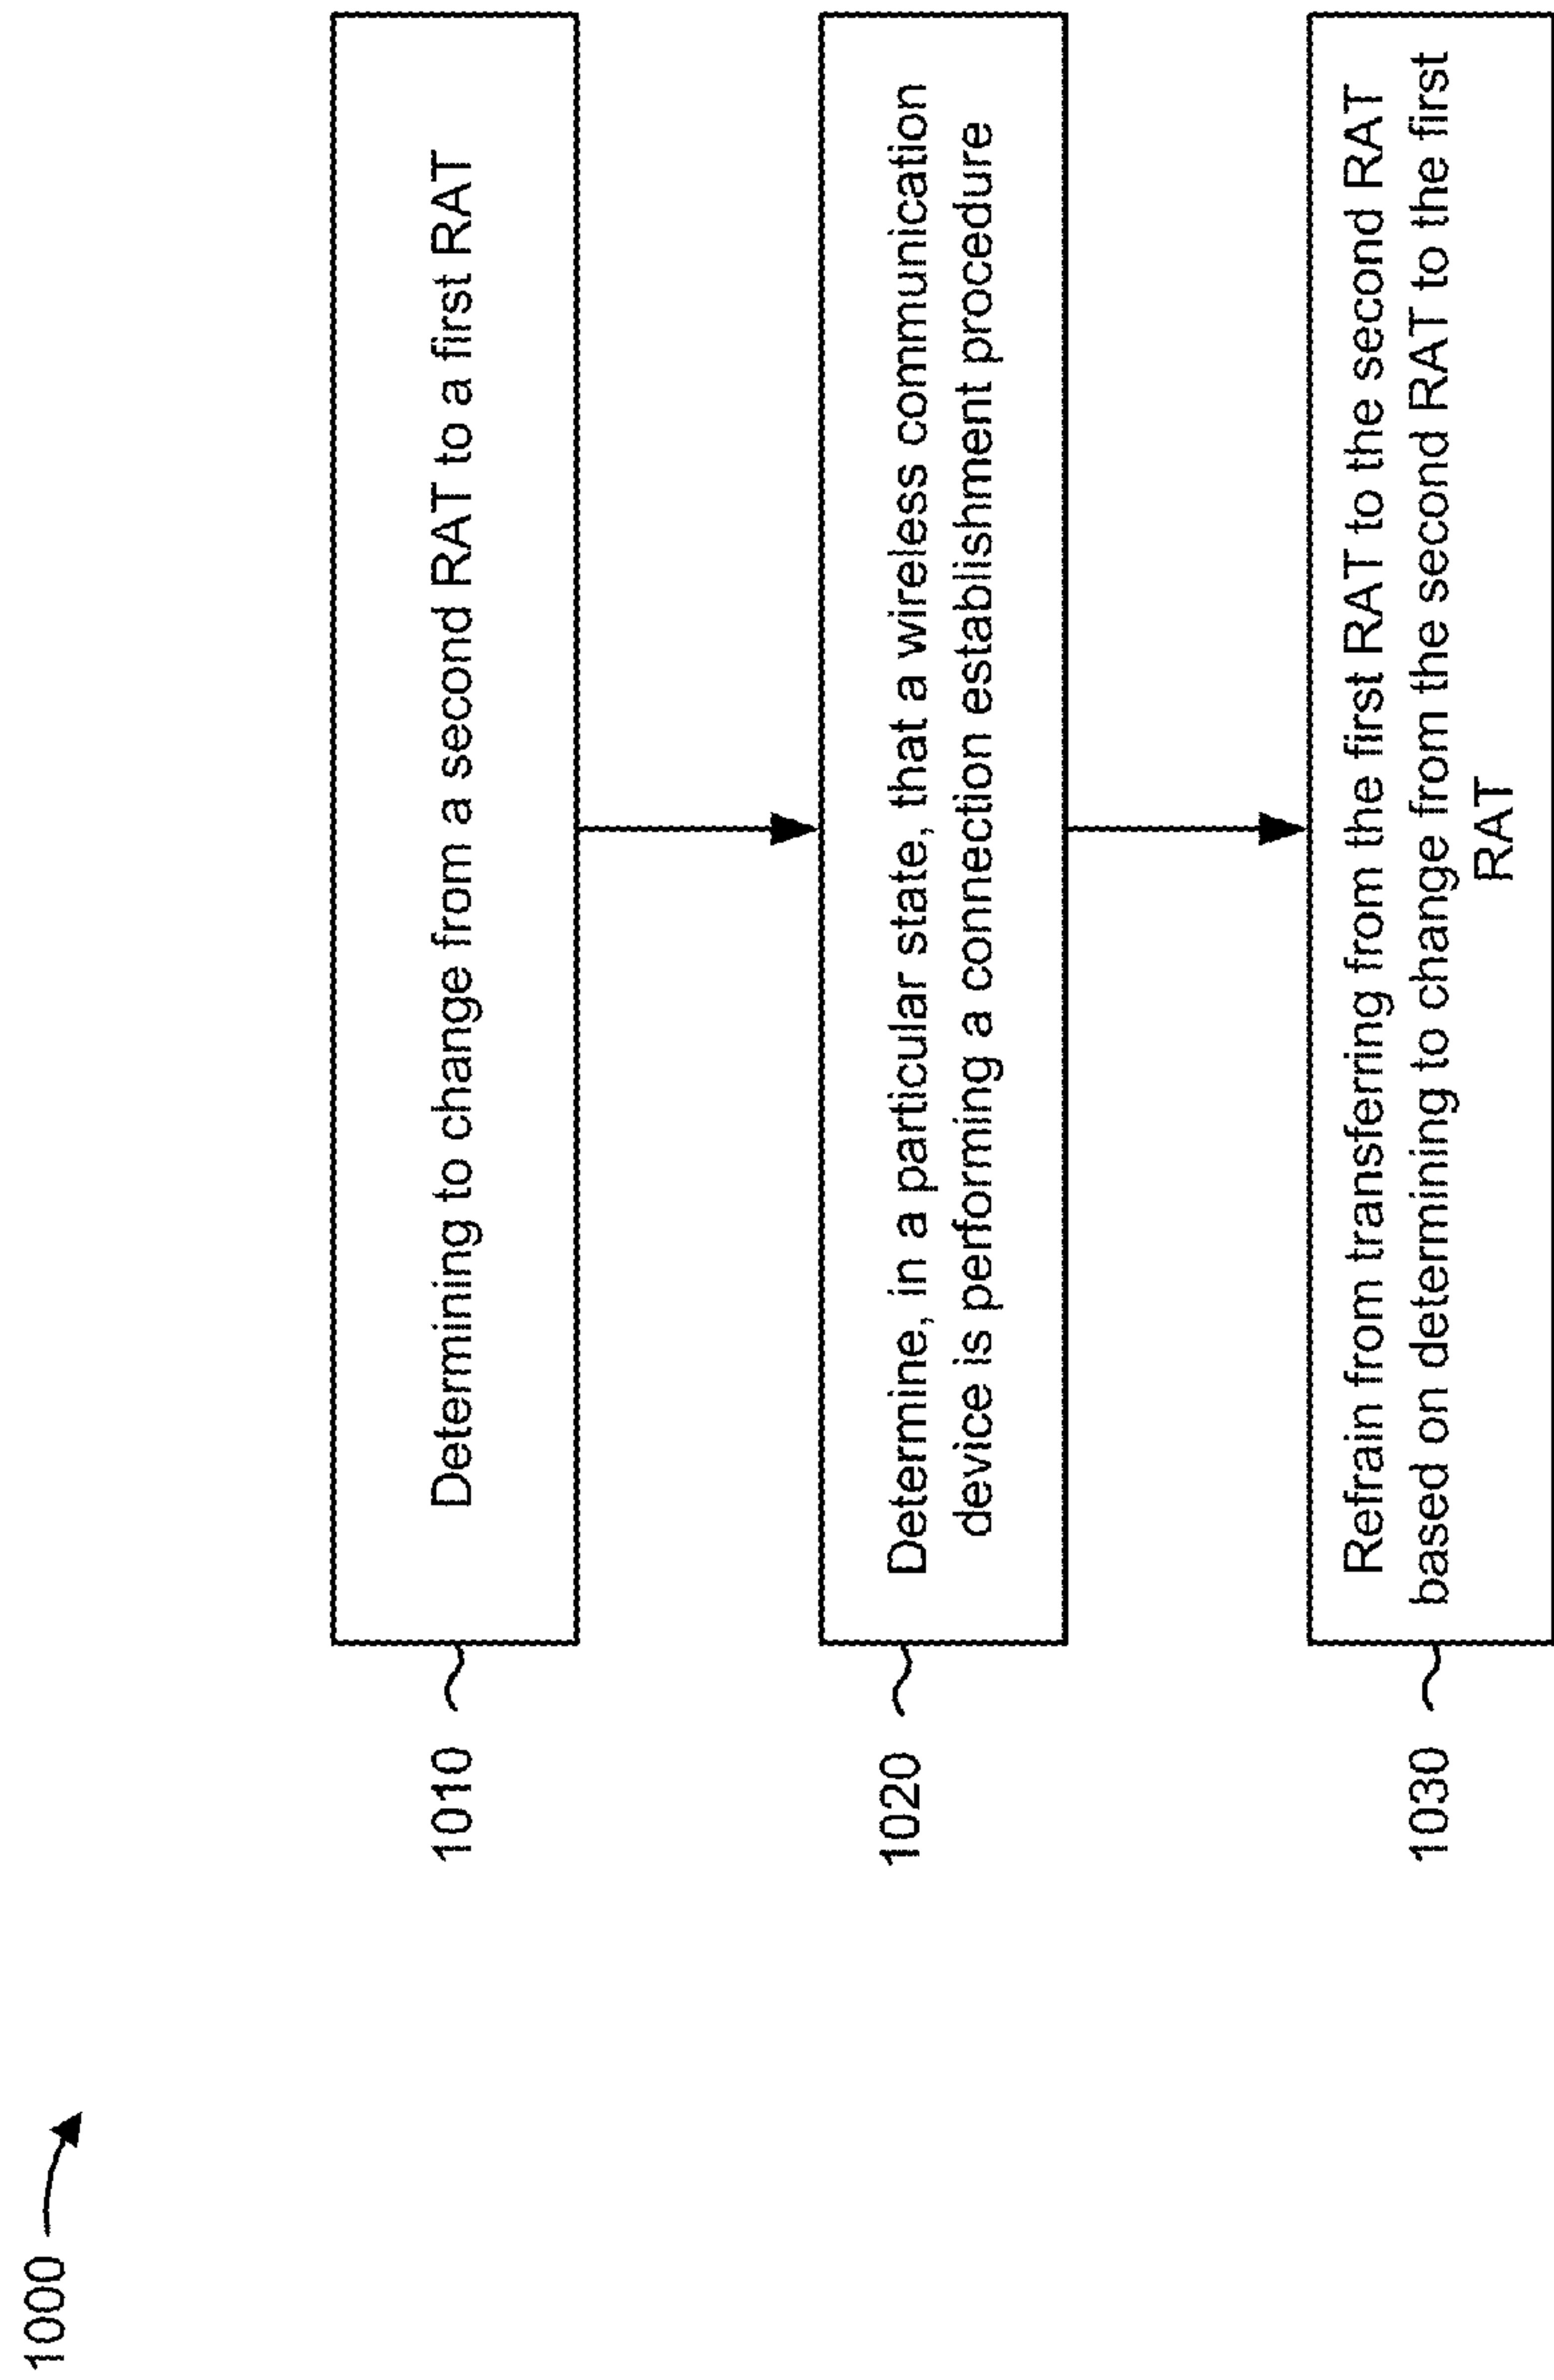 1000
1010
Determining to change from a second RAT to a first RAT
1020
Determine, in a particular state, that a wireless communication
device is performing a connection establishment procedure
1030
Refrain from transferring from the first RAT to the second RAT
based on determining to change from the second RAT to the first
RAT